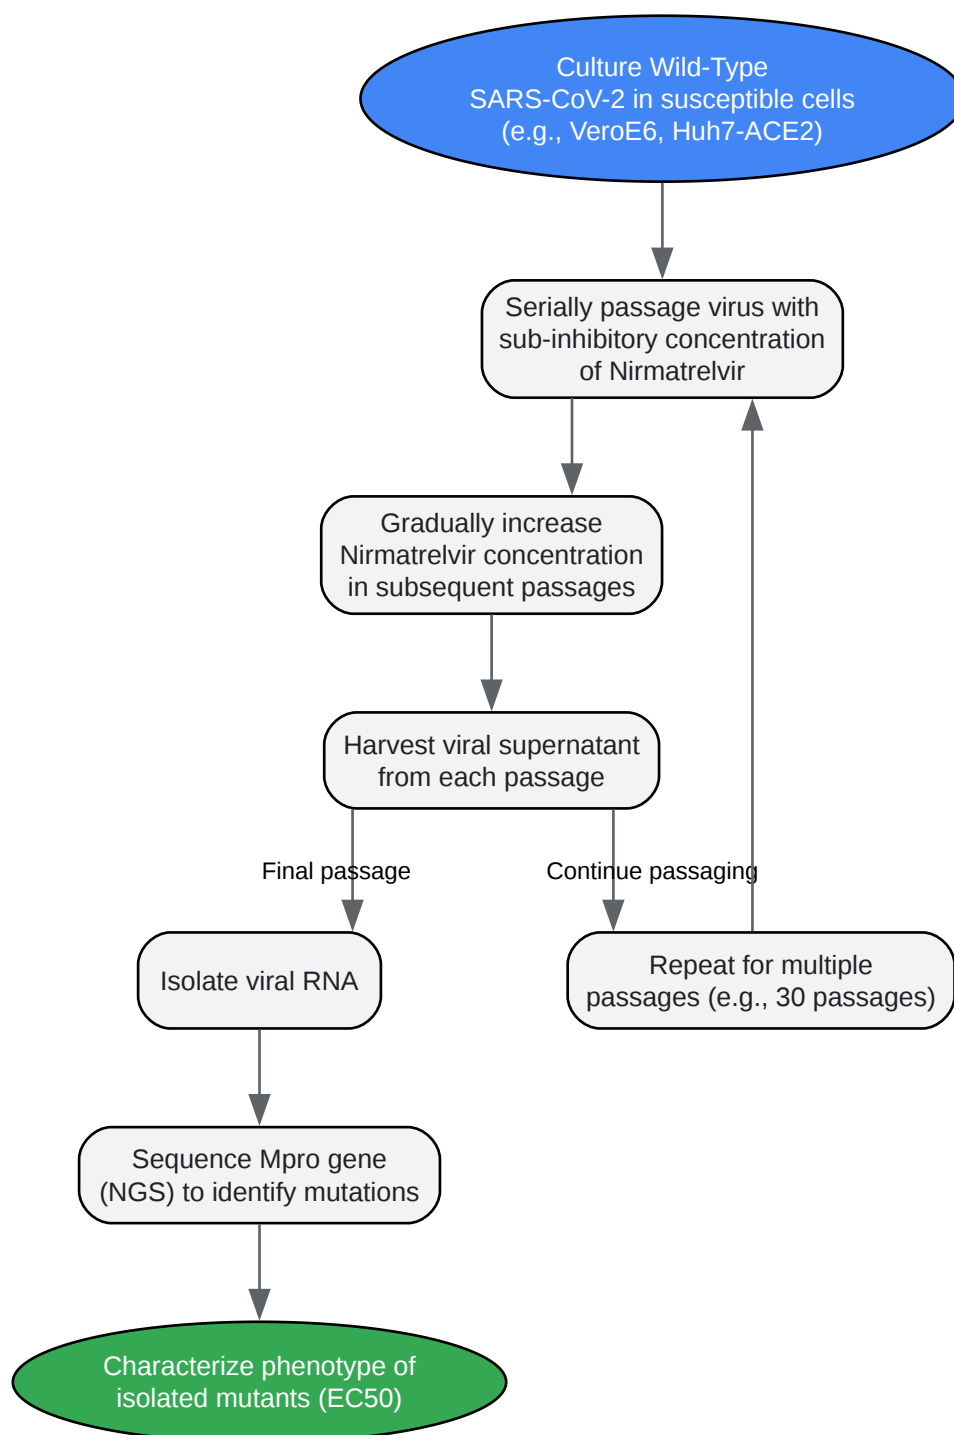 Culture Wild-Type
SARS-CoV-2 in susceptible cells
(e.g., VeroE6, Huh7-ACE2)
Serially passage virus with
sub-inhibitory concentration
of Nirmatrelvir
Gradually increase
Nirmatrelvir concentration
in subsequent passages
Harvest viral supernatant
from each passage
Final passage
Continue passaging
Isolate viral RNA
Repeat for multiple
passages (e.g., 30 passages)
Sequence Mpro gene
(NGS) to identify mutations
Characterize phenotype of
isolated mutants (EC50)